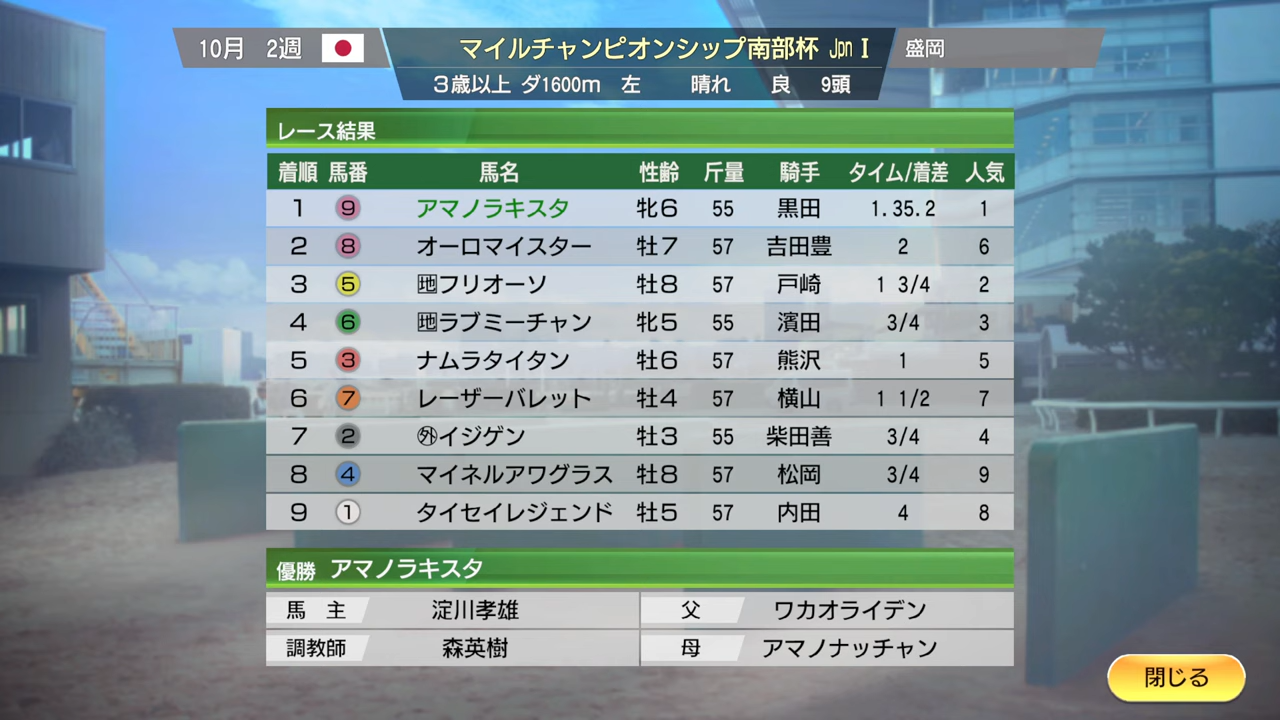 10月 2週 マイルチャンピオンシップ南部杯 JpnⅠ 盛岡
3歳以上 ダ1600m 左 晴れ 良 9頭
レース結果
着順 馬番 馬名 性齢 斤量 騎手 タイム/着差 人気
1 9 アマノラキスタ 牝6 55 黒田 1.35.2 1
2 8 オーロマイスター 牡7 57 吉田豊 2 6
3 5 地フリオーソ 牡8 57 戸崎 1 3/4 2
4 6 地ラブミーチャン 牝5 55 濱田 3/4 3
5 3 ナムラタイタン 牡6 57 熊沢 1 5
6 7 レーザーバレット 牡4 57 横山 1 1/2 7
7 2 外イジゲン 牡3 55 柴田善 3/4 4
8 4 マイネルアワグラス 牡8 57 松岡 3/4 9
9 1 タイセイレジェンド 牡5 57 内田 4 8
優勝 アマノラキスタ
馬主 淀川孝雄 父 ワカオライデン
調教師 森英樹 母 アマノナッチャン
閉じる